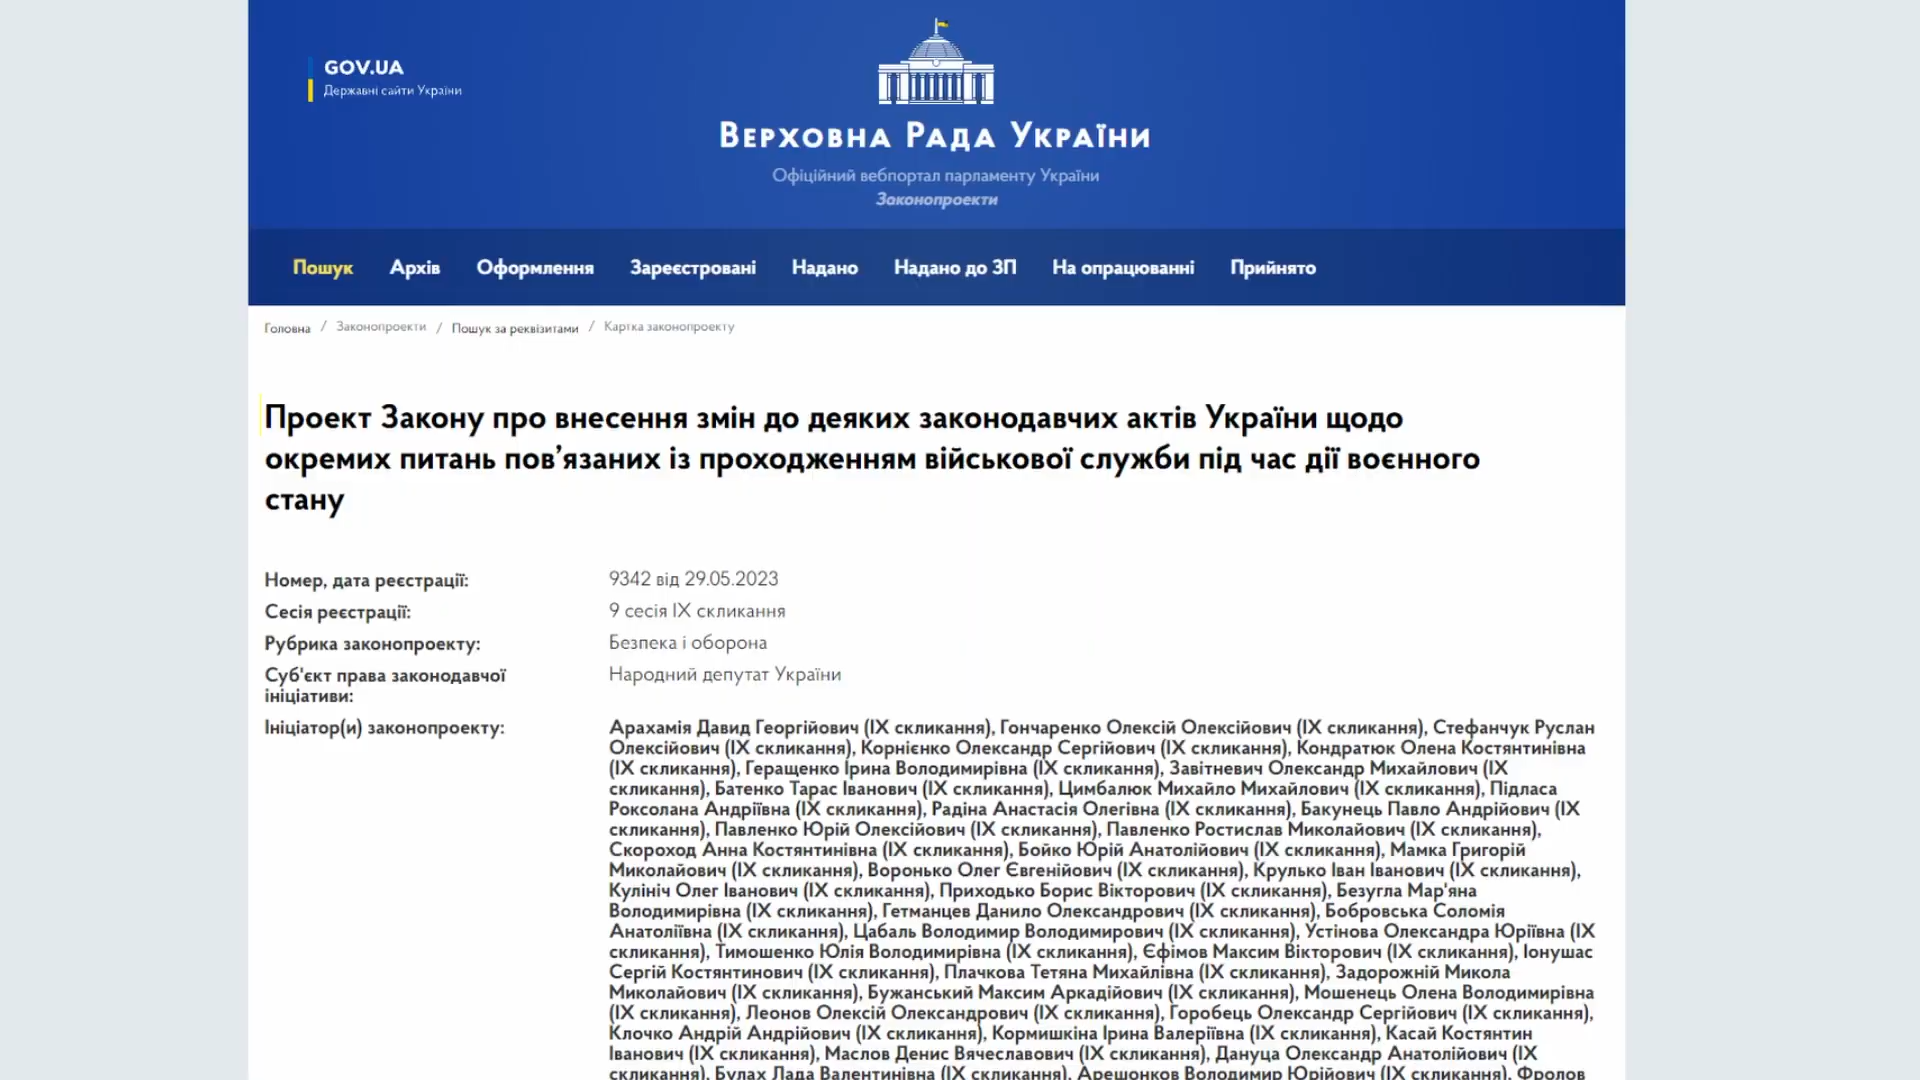 GOV.UA
Державні сайти України
Верховна Рада України
Офіційний вебпортал парламенту України
Законопроекти
Пошук Архів Оформлення Зареєстровані Надано Надано до ЗП На опрацюванні Прийнято
Головна / Законопроекти / Пошук за реквізитами / Картка законопроекту
Проект Закону про внесення змін до деяких законодавчих актів України щодо
окремих питань пов’язаних із проходженням військової служби під час дії воєнного
стану
Номер, дата реєстрації: 9342 від 29.05.2023
Сесія реєстрації: 9 сесія IX скликання
Рубрика законопроекту: Безпека і оборона
Суб'єкт права законодавчої Народний депутат України
ініціативи:
Ініціатор(и) законопроекту: Арахамія Давид Георгійович (IX скликання), Гончаренко Олексій Олексійович (IX скликання), Стефанчук Руслан
Олексійович (IX скликання), Корнієнко Олександр Сергійович (IX скликання), Кондратюк Олена Костянтинівна
(IX скликання), Геращенко Ірина Володимирівна (IX скликання), Завітневич Олександр Михайлович (IX
скликання), Батенко Тарас Іванович (IX скликання), Цимбалюк Михайло Михайлович (IX скликання), Підласа
Роксолана Андріївна (IX скликання), Радіна Анастасія Олегівна (IX скликання), Бакунець Павло Андрійович (IX
скликання), Павленко Юрій Олексійович (IX скликання), Павленко Ростислав Миколайович (IX скликання),
Скороход Анна Костянтинівна (IX скликання), Бойко Юрій Анатолійович (IX скликання), Мамка Григорій
Миколайович (IX скликання), Воронько Олег Євгенійович (IX скликання), Крулько Іван Іванович (IX скликання),
Кулініч Олег Іванович (IX скликання), Приходько Борис Вікторович (IX скликання), Безугла Мар'яна
Володимирівна (IX скликання), Гетманцев Данило Олександрович (IX скликання), Бобровська Соломія
Анатоліївна (IX скликання), Цабаль Володимир Володимирович (IX скликання), Устінова Олександра Юріївна (IX
скликання), Тимошенко Юлія Володимирівна (IX скликання), Єфімов Максим Вікторович (IX скликання), Іонушас
Сергій Костянтинович (IX скликання), Плачкова Тетяна Михайлівна (IX скликання), Задорожній Микола
Миколайович (IX скликання), Бужанський Максим Аркадійович (IX скликання), Мошенець Олена Володимирівна
(IX скликання), Леонов Олексій Олександрович (IX скликання), Горобець Олександр Сергійович (IX скликання),
Клочко Андрій Андрійович (IX скликання), Кормишкіна Ірина Валеріївна (IX скликання), Касай Костянтин
Іванович (IX скликання), Маслов Денис Вячеславович (IX скликання), Дануца Олександр Анатолійович (IX
скликання), Булах Лада Валентинівна (IX скликання), Арешонков Володимир Юрійович (IX скликання), Фролов